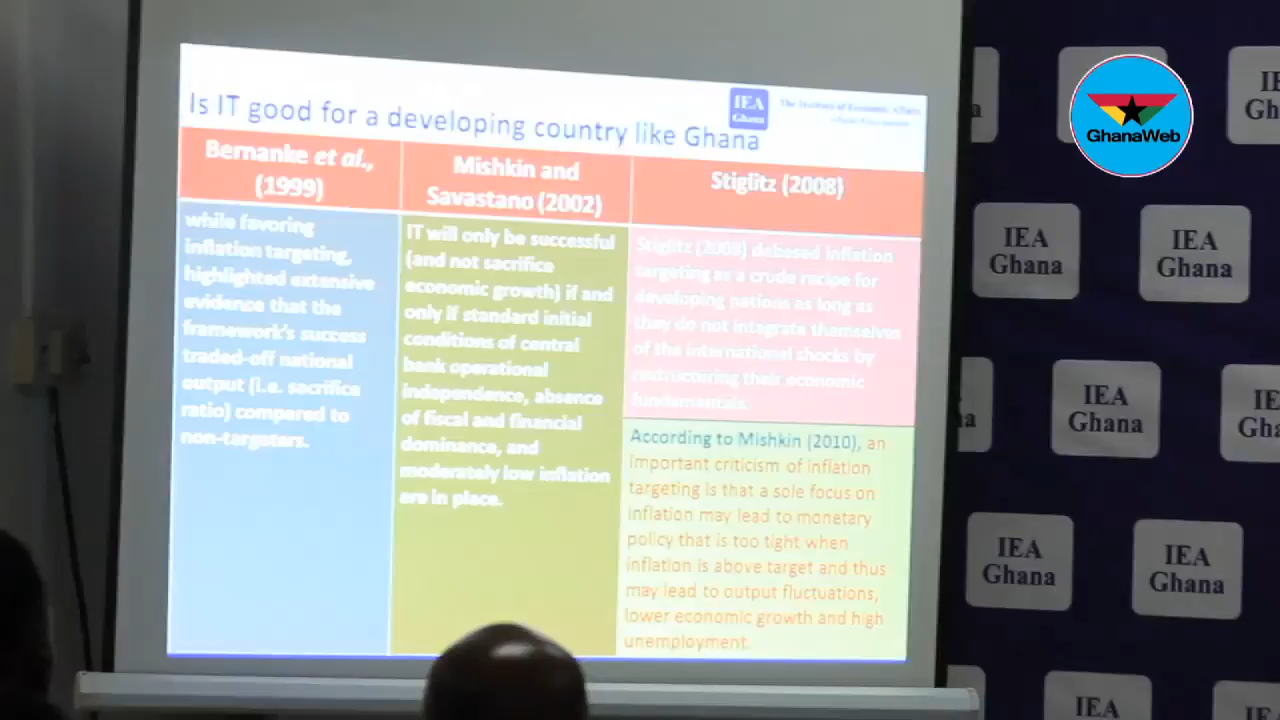 Is IT good for a developing country like Ghana
IEA
Ghana
The Institute of Economic Affairs
Bernanke et al.,
(1999)
Mishkin and
Savastano (2002)
Stiglitz (2008)
while favoring
inflation targeting,
highlighted extensive
evidence that the
framework's success
traded-off national
output (i.e. sacrifice
ratio) compared to
non-targeters.
IT will only be successful
(and not sacrifice
economic growth) if and
only if standard initial
conditions of central
bank operational
independence, absence
of fiscal and financial
dominance, and
moderately low inflation
are in place.
Stiglitz (2008) debased inflation
targeting as a crude recipe for
developing nations as long as
they do not integrate themselves
of the international shocks by
restructuring their economic
fundamentals.
According to Mishkin (2010), an
important criticism of inflation
targeting is that a sole focus on
inflation may lead to monetary
policy that is too tight when
inflation is above target and thus
may lead to output fluctuations,
lower economic growth and high
unemployment.
GhanaWeb
IEA
Ghana
IEA
Ghana
IEA
Ghana
IEA
Ghana
IEA
Ghana
IEA